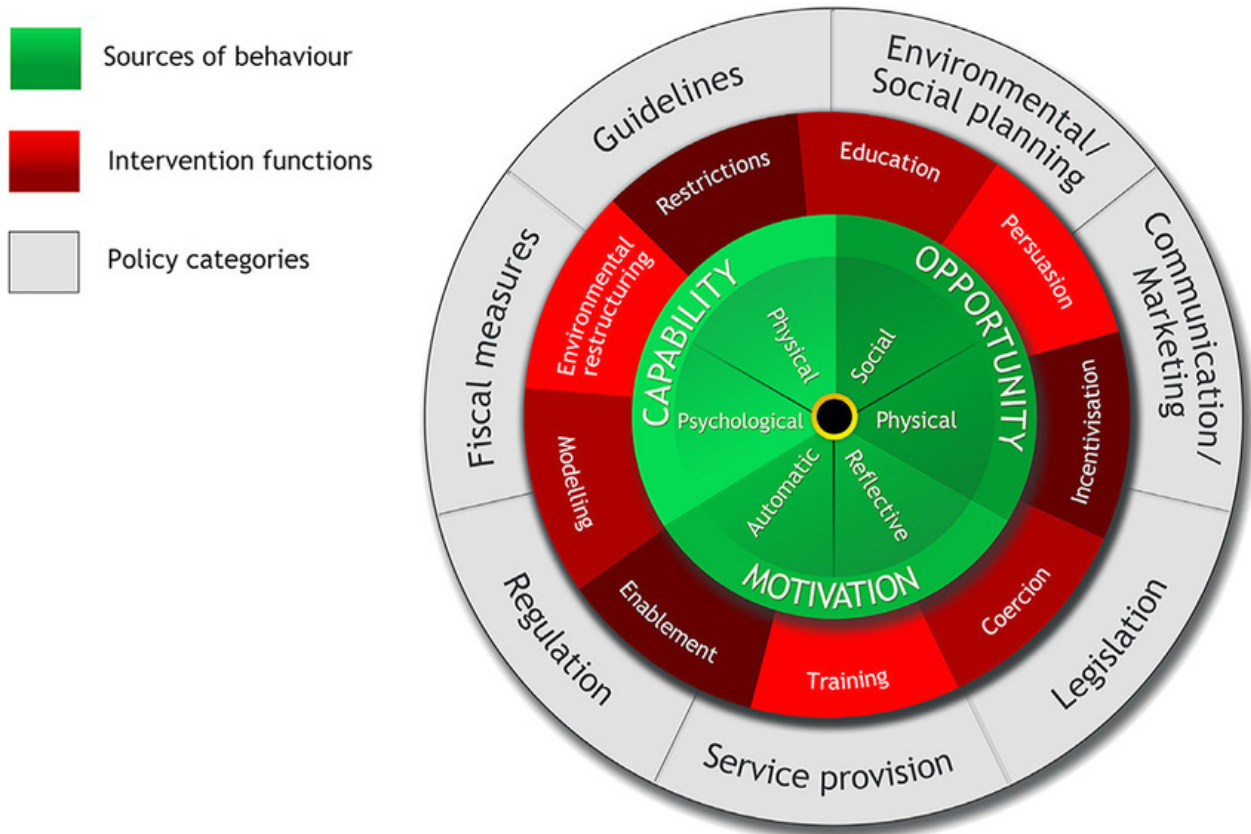 Sources of behaviour
Intervention functions
Policy categories
Guidelines
Environmental/
Social planning
Communication/
Marketing
Legislation
Service provision
Regulation
Fiscal measures
Restrictions
Education
Persuasion
Incentivisation
Coercion
Training
Enablement
Modelling
Environmental
restructuring
CAPABILITY
OPPORTUNITY
MOTIVATION
Physical
Social
Psychological
Physical
Automatic
Reflective